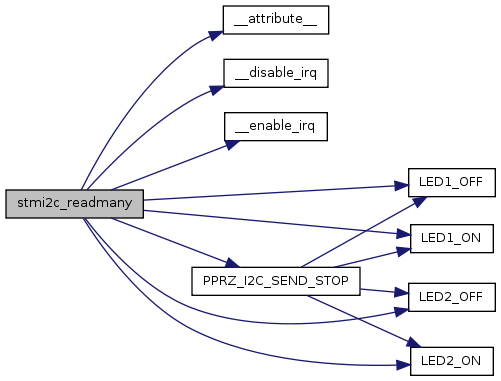 __attribute__
__disable_irq
__enable_irq
stmi2c_readmany
LED1_OFF
LED1_ON
PPRZ_I2C_SEND_STOP
LED2_OFF
LED2_ON